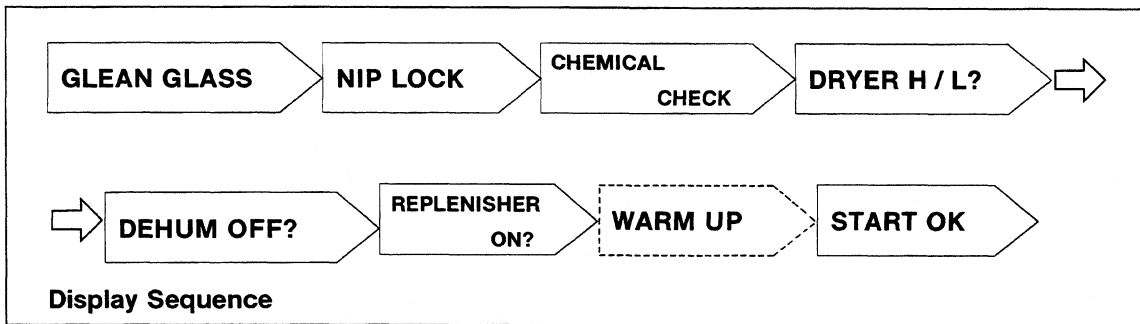 GLEAN GLASS
NIP LOCK
CHEMICAL
CHECK
DRYER H / L?
DEHUM OFF?
REPLENISHER
ON?
WARM UP
START OK
Display Sequence